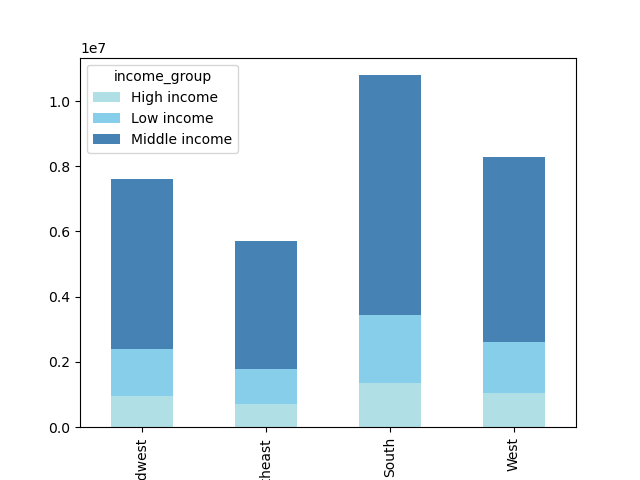 1e7
income_group
High income
Low income
Middle income
1.0
0.8
0.6
0.4
0.2
0.0
dwest
theast
South
West